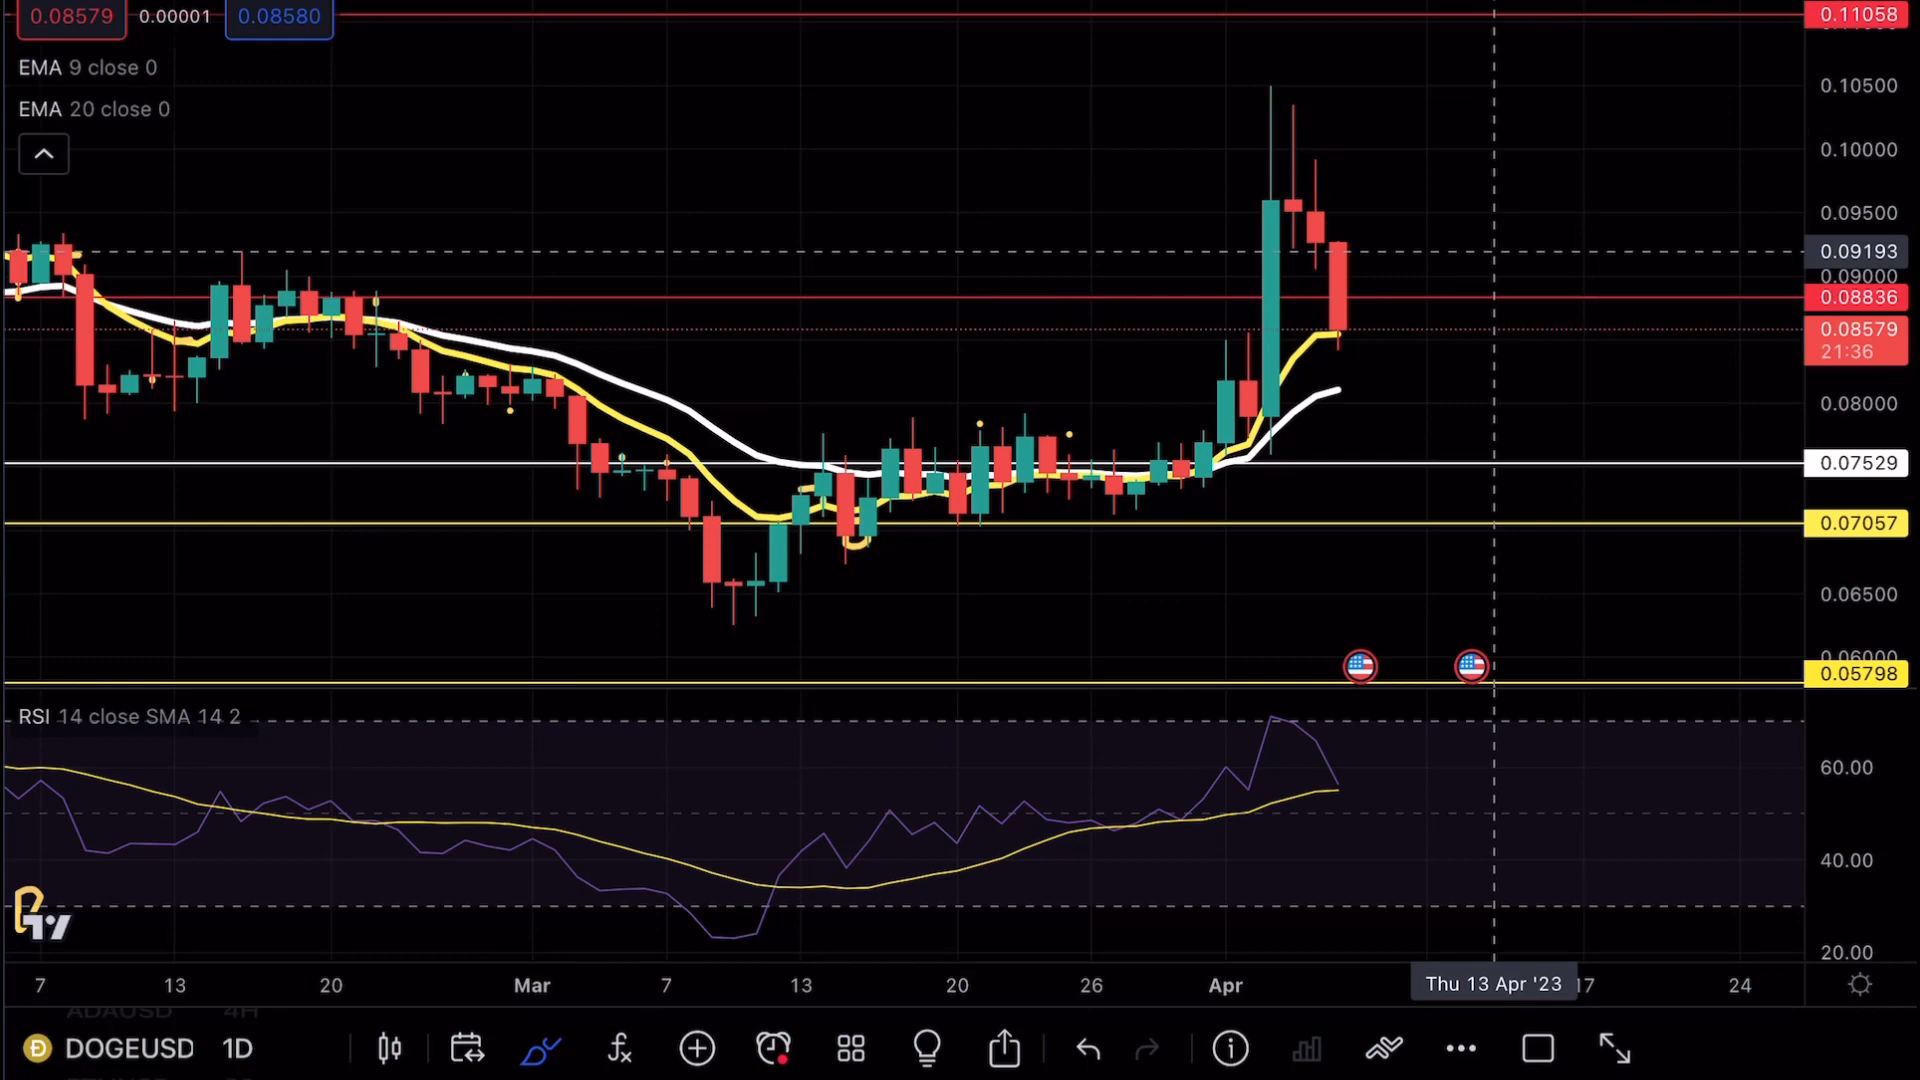 0.08579 0.00001 0.08580
EMA 9 close 0
EMA 20 close 0
0.11058
0.10500
0.10000
0.09500
0.09193
0.09000
0.08836
0.08579
21:36
0.08000
0.07529
0.07057
0.06500
0.06000
0.05798
RSI 14 close SMA 14 2
60.00
40.00
20.00
7 13 20 Mar 7 13 20 26 Apr Thu 13 Apr '23 17 24
ADAUSD 4H
DOGEUSD 1D